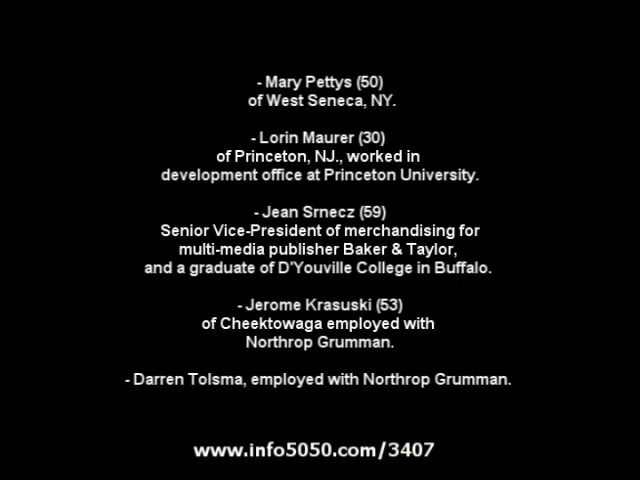 - Mary Pettys (50)
of West Seneca, NY.
- Lorin Maurer (30)
of Princeton, NJ., worked in
development office at Princeton University.
- Jean Srnecz (59)
Senior Vice-President of merchandising for
multi-media publisher Baker & Taylor,
and a graduate of D'Youville College in Buffalo.
- Jerome Krasuski (53)
of Cheektowaga employed with
Northrop Grumman.
- Darren Tolsma, employed with Northrop Grumman.
www.info5050.com/3407